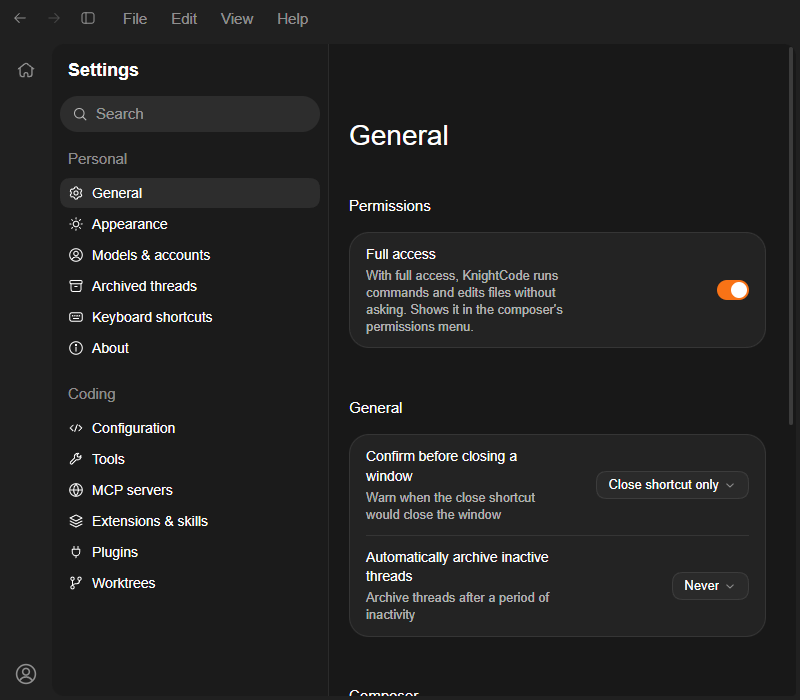 File Edit View Help
Settings
Search
Personal
General
Appearance
Models & accounts
Archived threads
Keyboard shortcuts
About
Coding
Configuration
Tools
MCP servers
Extensions & skills
Plugins
Worktrees
General
Permissions
Full access
With full access, KnightCode runs
commands and edits files without
asking. Shows it in the composer's
permissions menu.
General
Confirm before closing a
window
Warn when the close shortcut
would close the window
Close shortcut only
Automatically archive inactive
threads
Archive threads after a period of
inactivity
Never
Composer